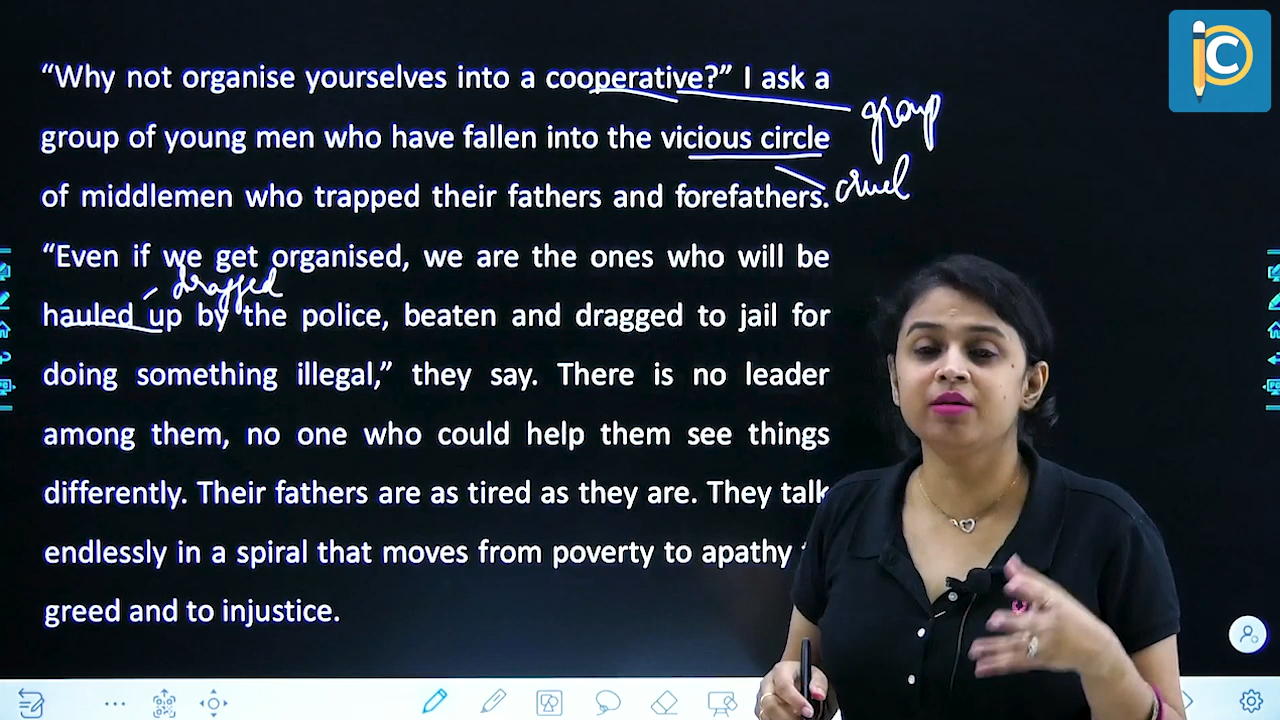 “Why not organise yourselves into a cooperative?” I ask a
group
group of young men who have fallen into the vicious circle
cruel
of middlemen who trapped their fathers and forefathers.
“Even if we get organised, we are the ones who will be
dragged
hauled up by the police, beaten and dragged to jail for
doing something illegal,” they say. There is no leader
among them, no one who could help them see things
differently. Their fathers are as tired as they are. They talk
endlessly in a spiral that moves from poverty to apathy
greed and to injustice.
C